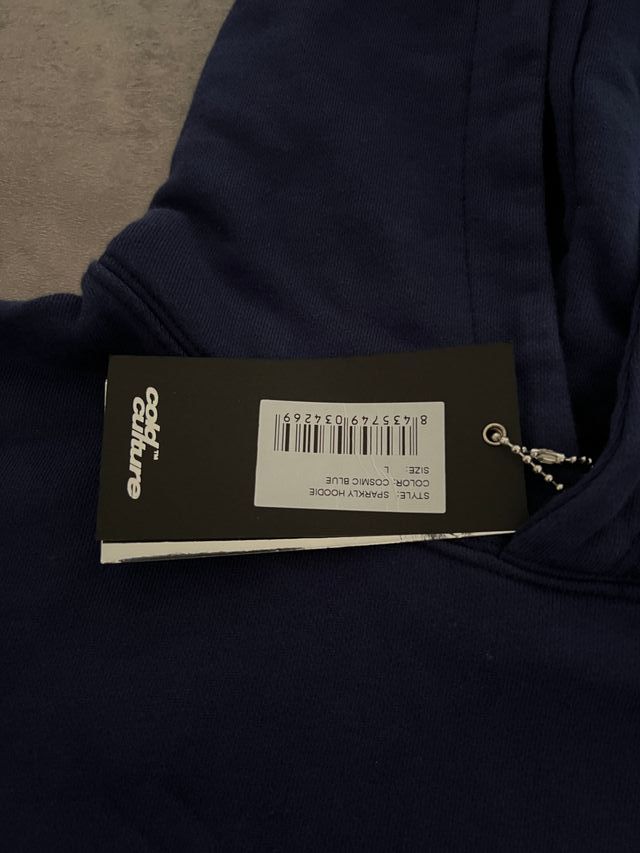 cold™
culture
STYLE: SPARKLY HOODIE
COLOR: COSMIC BLUE
SIZE: L
8 435749 034269